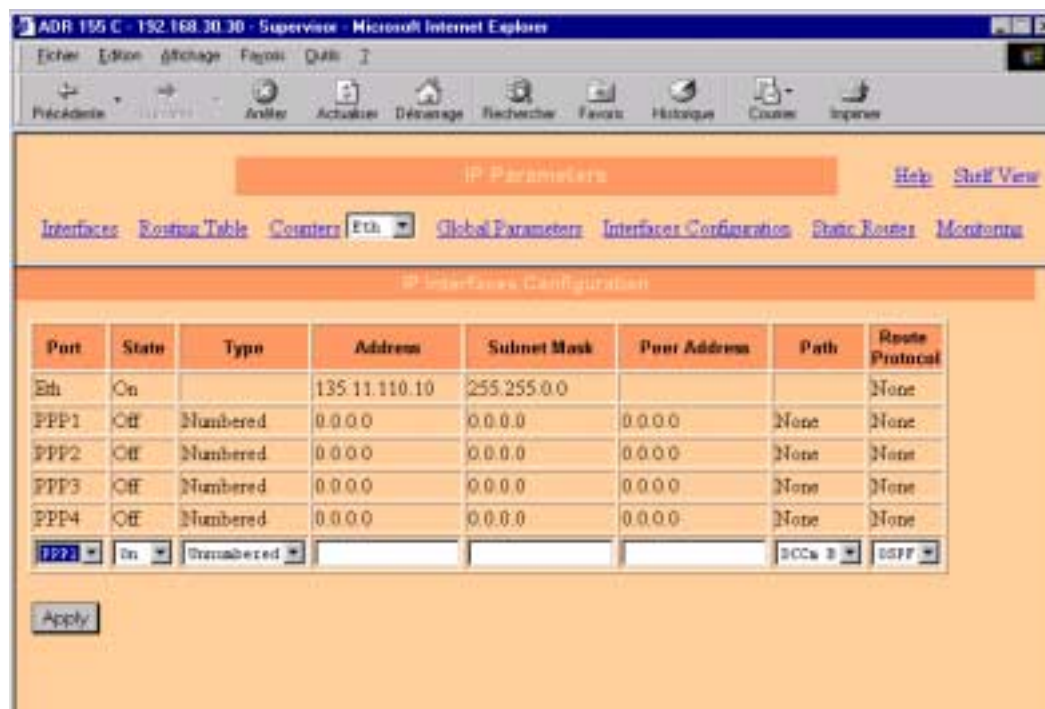 ADR 155 C - 192.168.30.30 - Supervisor - Microsoft Internet Explorer
Fichier Edition Affichage Favoris Outils ?
Précédente Arrêter Actualiser Démarrage Rechercher Favoris Historique Courrier Imprimer
IP Parameters
Help Shelf View
Interfaces Routing Table Counters Eth Global Parameters Interfaces Configuration Static Routes Monitoring
IP Interfaces Configuration
Port State Type Address Subnet Mask Peer Address Path Route Protocol
Eth On 135.11.110.10 255.255.0.0 None
PPP1 Off Numbered 0.0.0.0 0.0.0.0 0.0.0.0 None None
PPP2 Off Numbered 0.0.0.0 0.0.0.0 0.0.0.0 None None
PPP3 Off Numbered 0.0.0.0 0.0.0.0 0.0.0.0 None None
PPP4 Off Numbered 0.0.0.0 0.0.0.0 0.0.0.0 None None
On Unnumbered DCCm B OSPF
Apply